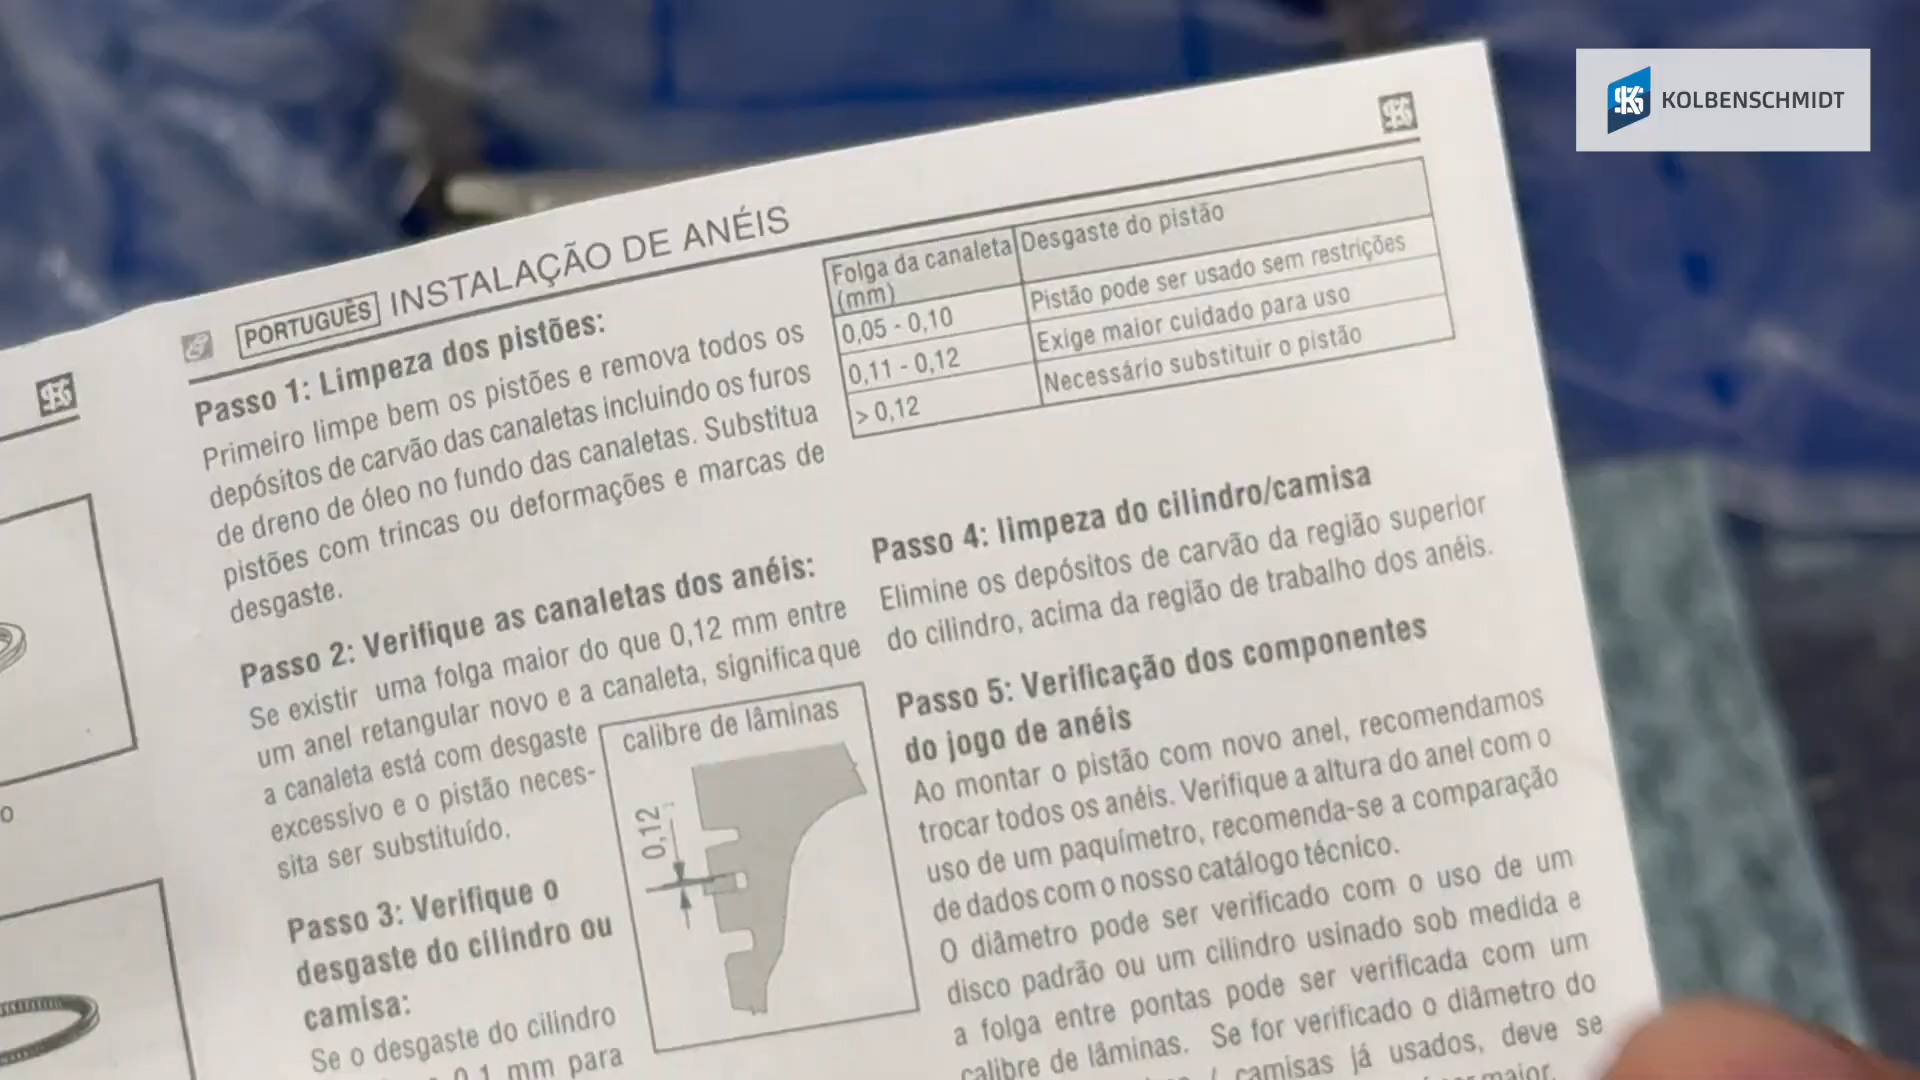 KOLBENSCHMIDT
PORTUGUÊS INSTALAÇÃO DE ANÉIS
Passo 1: Limpeza dos pistões:
Primeiro limpe bem os pistões e remova todos os
depósitos de carvão das canaletas incluindo os furos
de dreno de óleo no fundo das canaletas. Substitua
pistões com trincas ou deformações e marcas de
desgaste.
Passo 2: Verifique as canaletas dos anéis:
Se existir uma folga maior do que 0,12 mm entre
um anel retangular novo e a canaleta, significa que
a canaleta está com desgaste
excessivo e o pistão neces-
sita ser substituído.
calibre de lâminas
0,12
Passo 3: Verifique o
desgaste do cilindro ou
camisa:
Se o desgaste do cilindro
0,1 mm para
Folga da canaleta
(mm)
Desgaste do pistão
0,05 - 0,10
Pistão pode ser usado sem restrições
0,11 - 0,12
Exige maior cuidado para uso
> 0,12
Necessário substituir o pistão
Passo 4: limpeza do cilindro/camisa
Elimine os depósitos de carvão da região superior
do cilindro, acima da região de trabalho dos anéis.
Passo 5: Verificação dos componentes
do jogo de anéis
Ao montar o pistão com novo anel, recomendamos
trocar todos os anéis. Verifique a altura do anel com o
uso de um paquímetro, recomenda-se a comparação
de dados com o nosso catálogo técnico.
O diâmetro pode ser verificado com o uso de um
disco padrão ou um cilindro usinado sob medida e
a folga entre pontas pode ser verificada com um
calibre de lâminas. Se for verificado o diâmetro do
/ camisas já usados, deve se
maior.